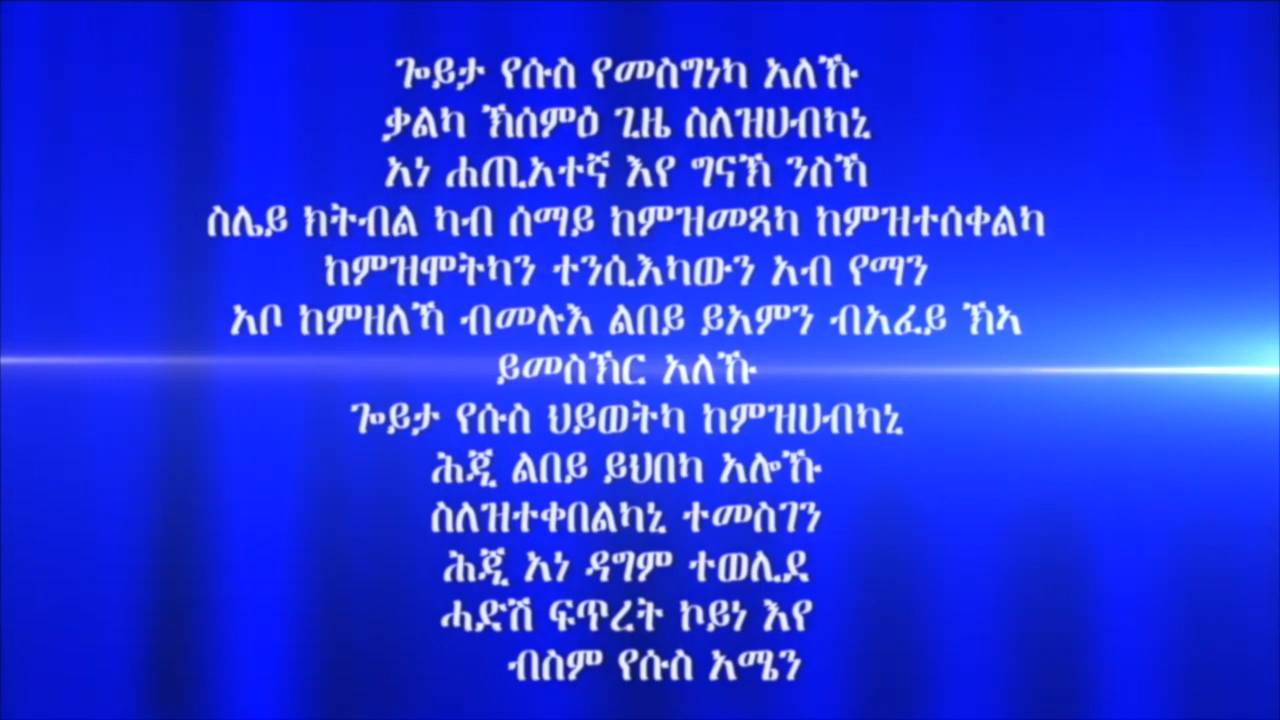 ጐይታ የሱስ የመስግነካ አለኹ
ቃልካ ኽሰምዕ ጊዜ ስለዝሀብካኒ
አነ ሐጢአተኛ እየ ግናኽ ንስኻ
ስሌይ ክትብል ካብ ሰማይ ከምዝመጻካ ከምዝተሰቀልካ
ከምዝሞትካን ተንሲእካውን አብ የማን
አቦ ከምዘለኻ ብመሉእ ልበይ ይአምን ብአፈይ ኽኣ
ይመስኽር አለኹ
ጐይታ የሱስ ህይወትካ ከምዝሀብካኒ
ሕጂ ልበይ ይህበካ አሎኹ
ስለዝተቀበልካኒ ተመስገን
ሕጂ አነ ዳግም ተወሊደ
ሓድሽ ፍጥረት ኮይነ እየ
ብስም የሱስ አሜን